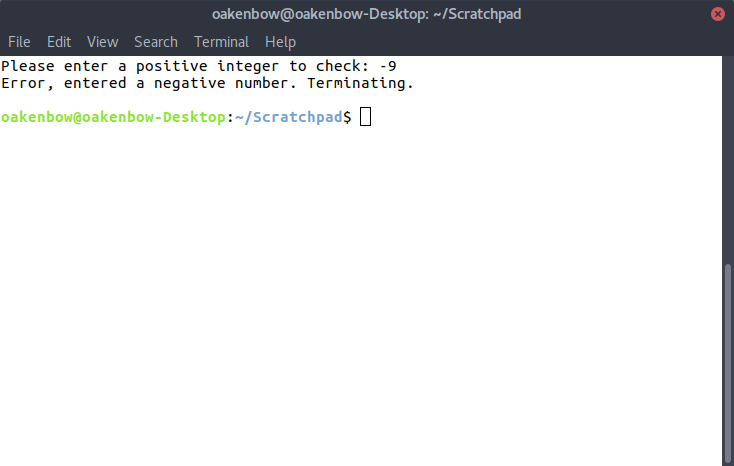 oakenbow@oakenbow-Desktop: ~/Scratchpad
File Edit View Search Terminal Help
Please enter a positive integer to check: -9
Error, entered a negative number. Terminating.
oakenbow@oakenbow-Desktop:~/Scratchpad$